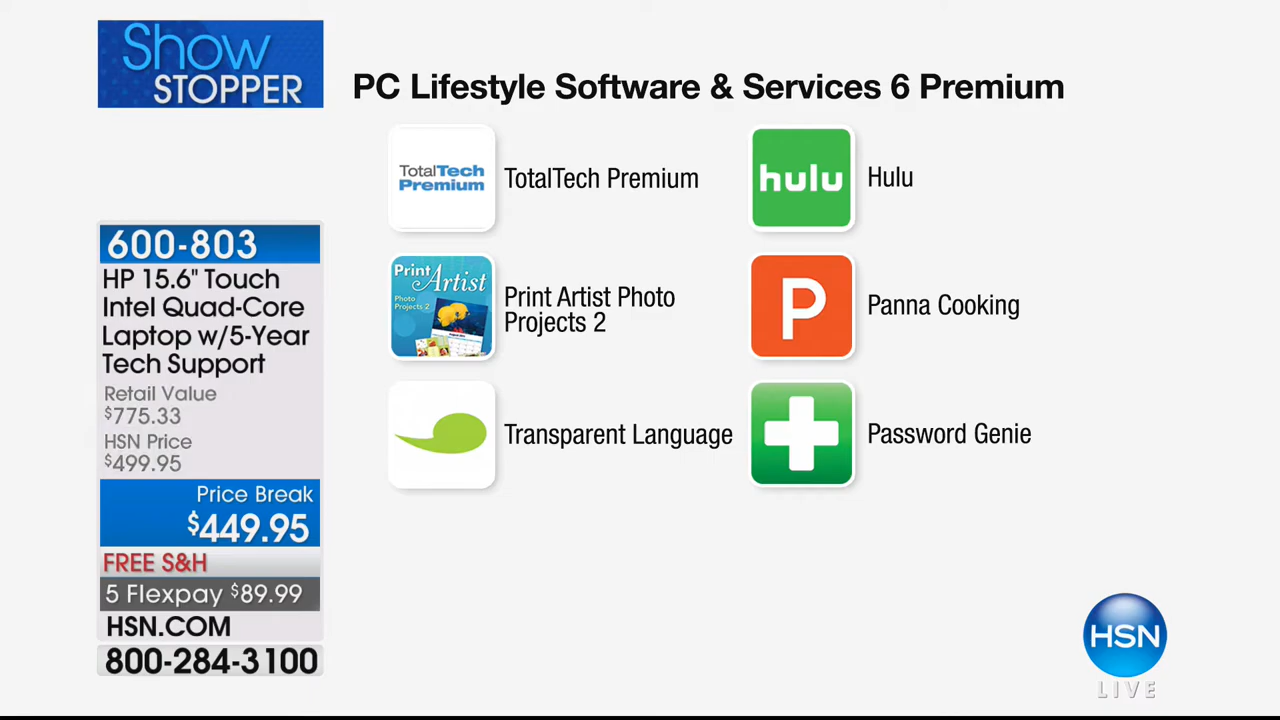 Show
STOPPER
PC Lifestyle Software & Services 6 Premium
TotalTech
Premium
TotalTech Premium
hulu
Hulu
Print
Artist
Photo
Projects 2
Print Artist Photo
Projects 2
P
Panna Cooking
Transparent Language
Password Genie
600-803
HP 15.6" Touch
Intel Quad-Core
Laptop w/5-Year
Tech Support
Retail Value
$775.33
HSN Price
$499.95
Price Break
$449.95
FREE S&H
5 Flexpay $89.99
HSN.COM
800-284-3100
HSN
LIVE